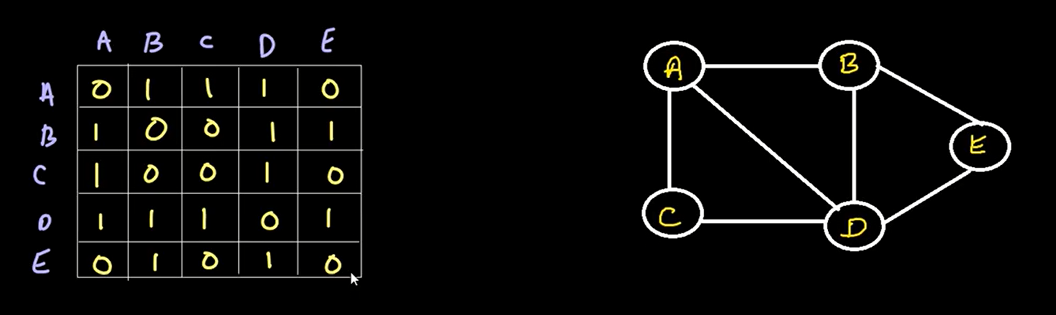 A B C D E
A 0 1 1 1 0
B 1 0 0 1 1
C 1 0 0 1 0
D 1 1 1 0 1
E 0 1 0 1 0
A B
E
C D